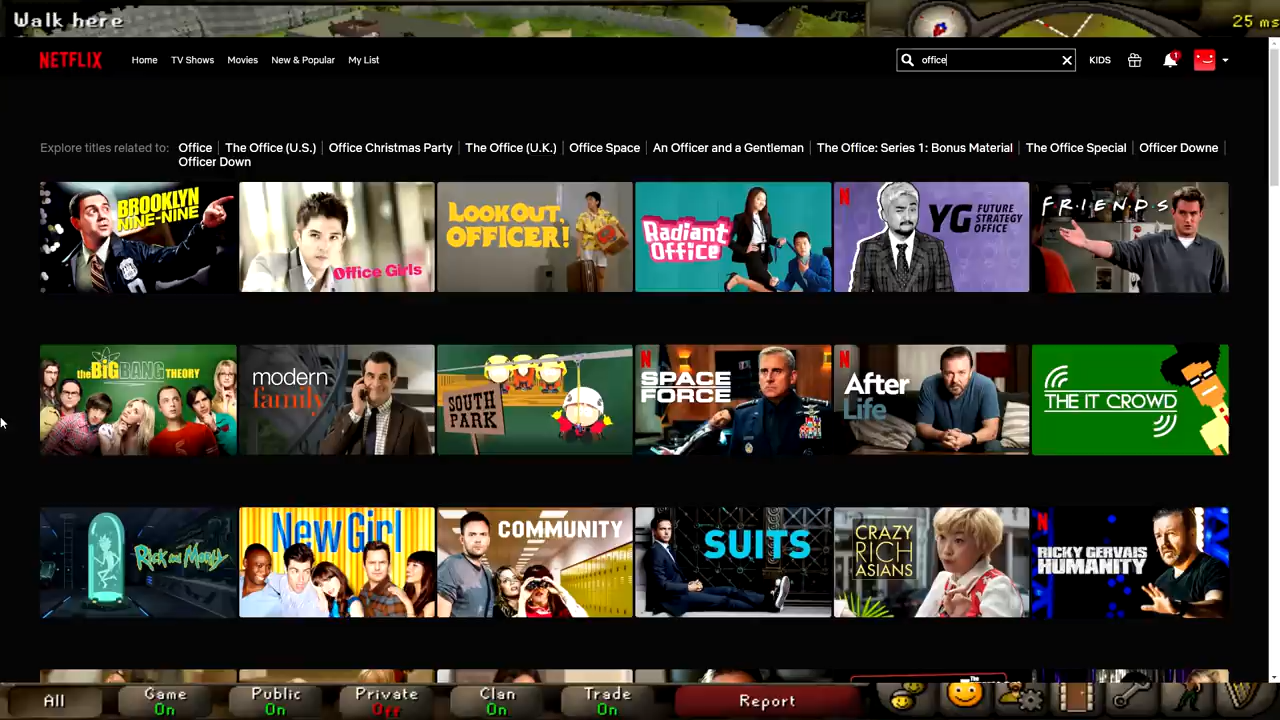 Walk here
25 ms
NETFLIX Home TV Shows Movies New & Popular My List office KIDS 1
Explore titles related to: Office | The Office (U.S.) | Office Christmas Party | The Office (U.K.) | Office Space | An Officer and a Gentleman | The Office: Series 1: Bonus Material | The Office Special | Officer Downe |
Officer Down
BROOKLYN
NINE-NINE
Office Girls
LOOK OUT,
OFFICER!
Radiant
Office
N
YG FUTURE
STRATEGY
OFFICE
FRIENDS
the BIG BANG THEORY
modern
family
SOUTH
PARK
N
SPACE
FORCE
N
After
Life
THE IT CROWD
Rick and Morty
New Girl
COMMUNITY
SUITS
CRAZY
RICH
ASIANS
N
RICKY GERVAIS
HUMANITY
The
All
Game
On
Public
On
Private
Off
Clan
On
Trade
On
Report